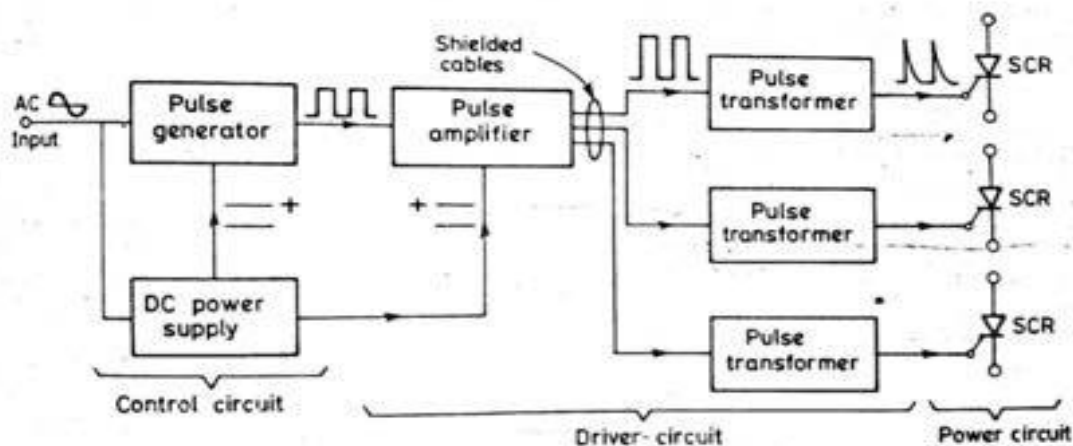 Shielded
cables
Pulse
transformer
SCR
AC
Input
Pulse
generator
Pulse
amplifier
+
+
Pulse
transformer
SCR
DC power
supply
Pulse
transformer
SCR
Control circuit
Driver-circuit
Power circuit